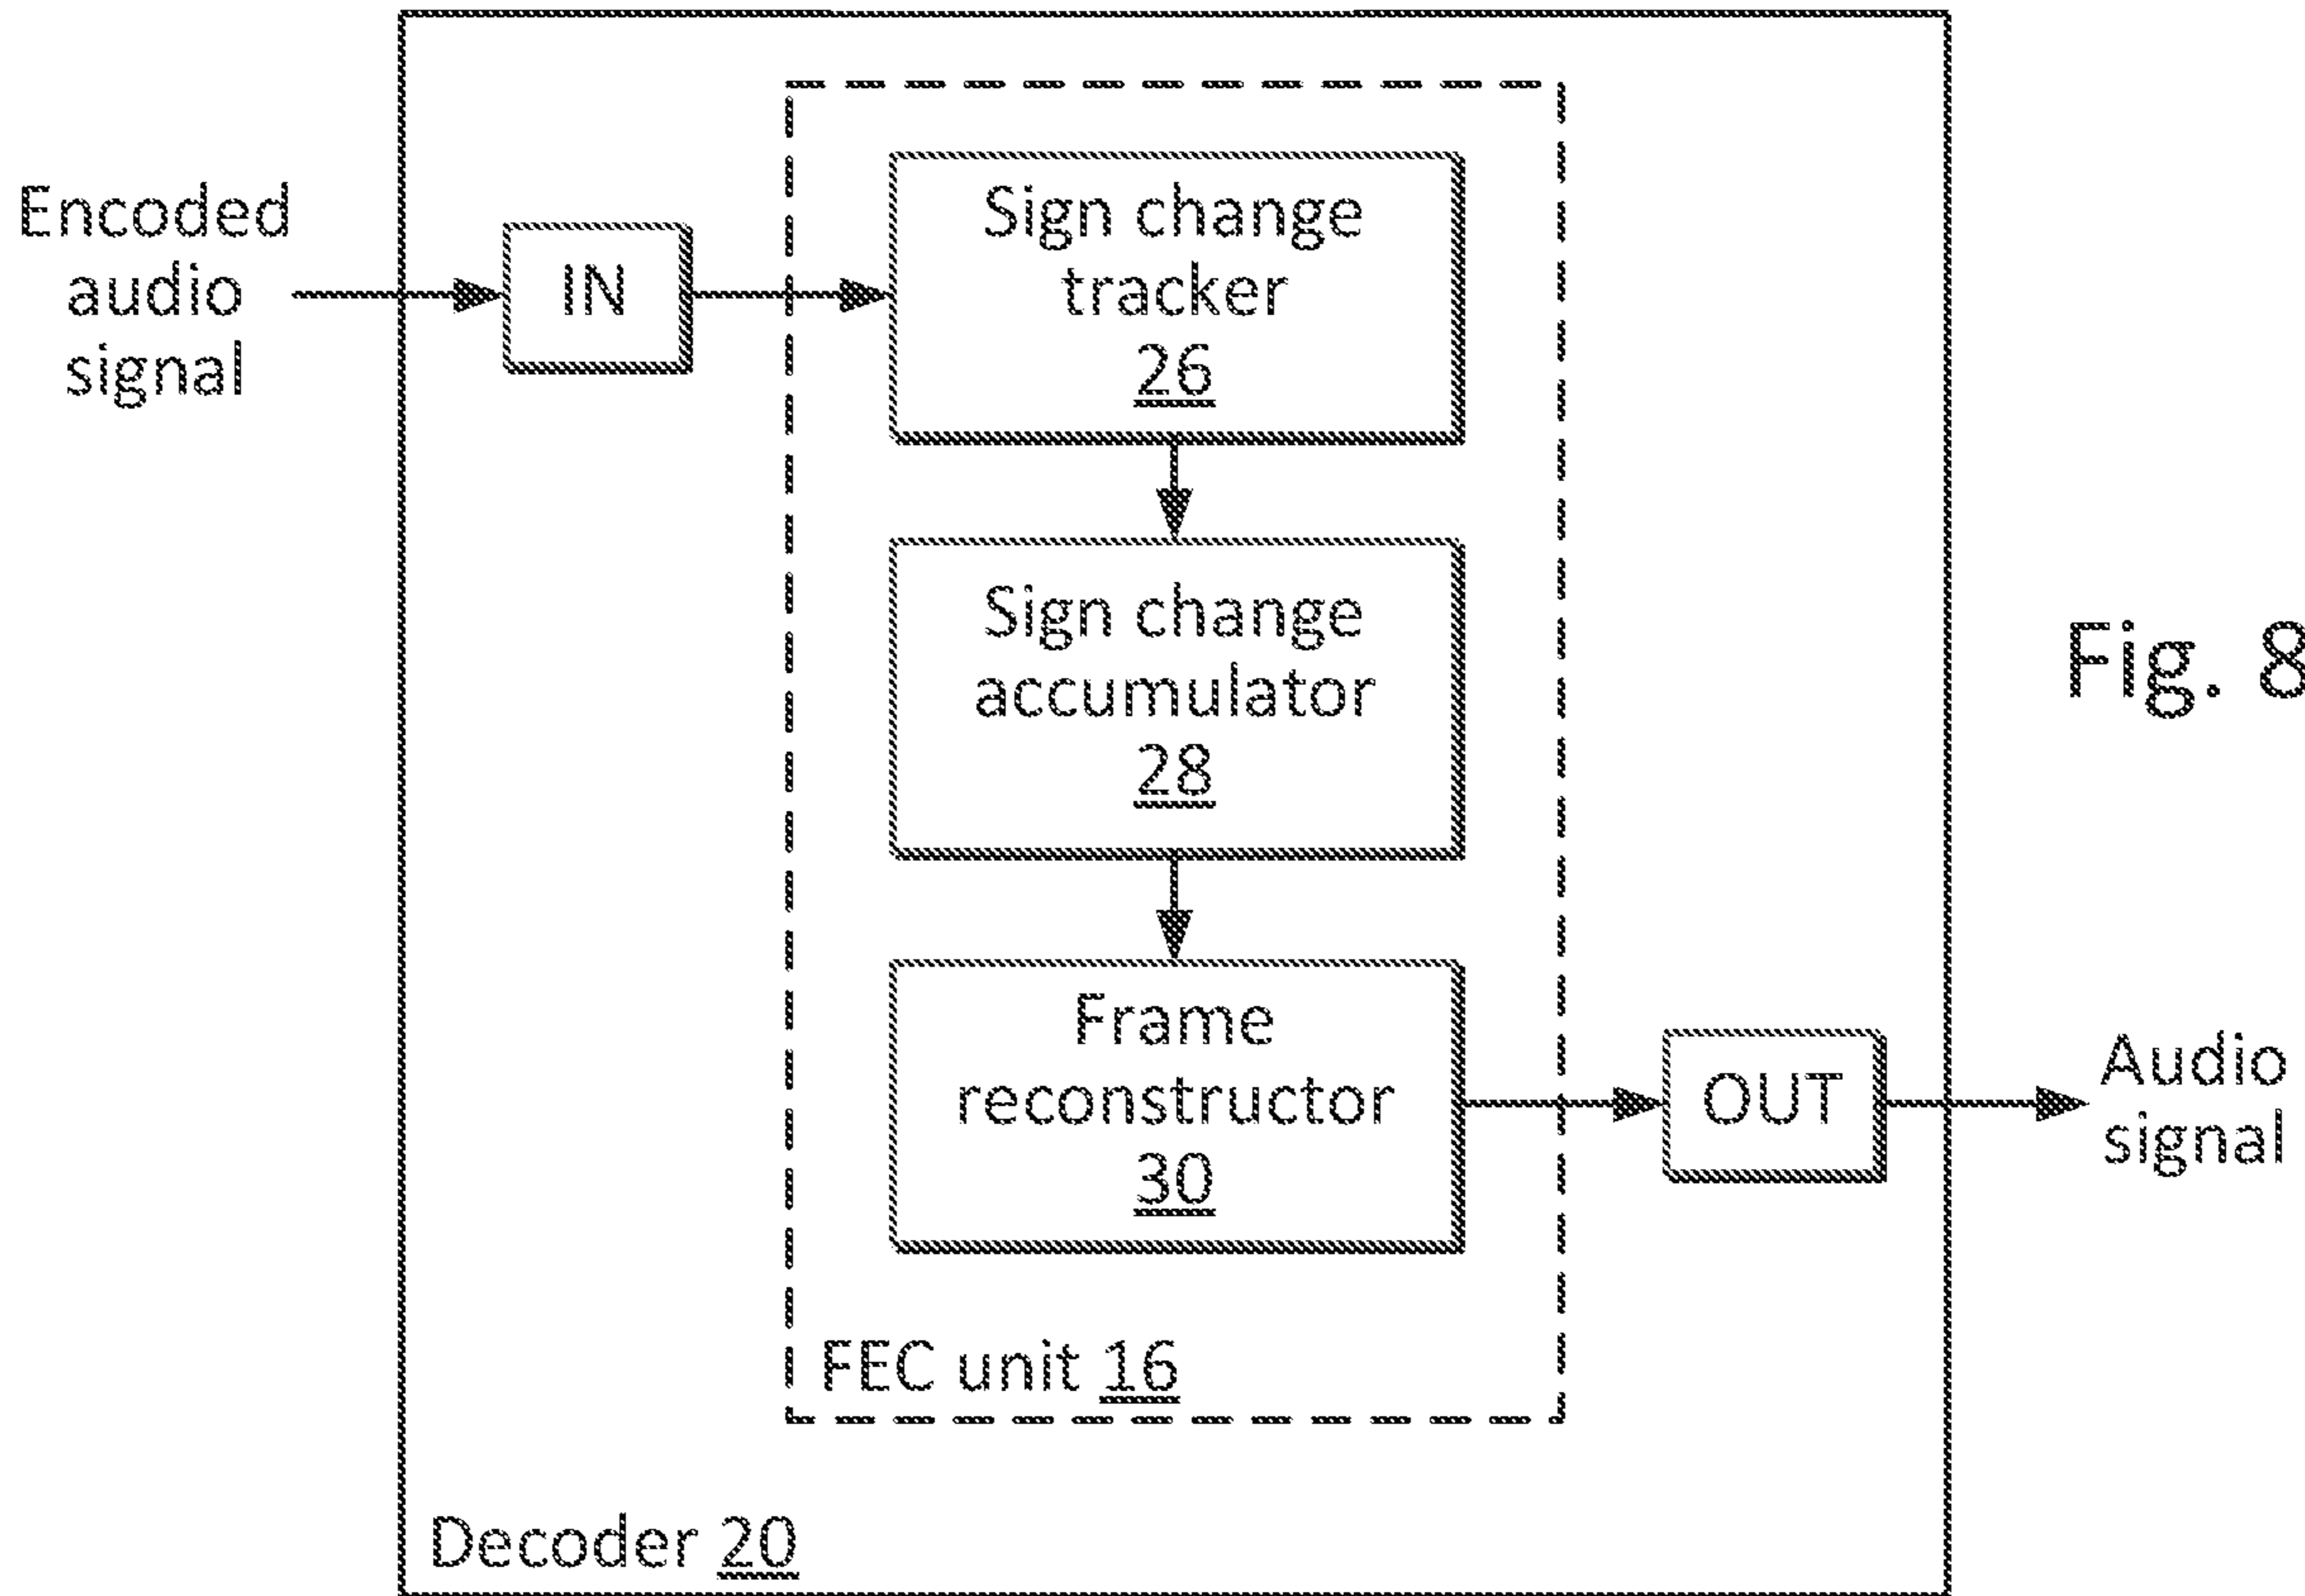 Encoded
audio
signal
IN
Sign change
tracker
26
Sign change
accumulator
28
Fig. 8
Frame
reconstructor
30
OUT
Audio
signal
FEC unit 16
Decoder 20